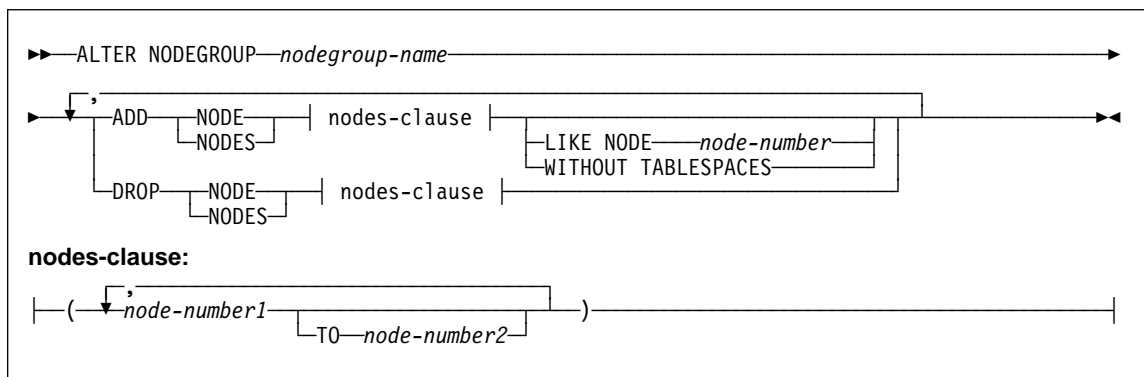 ALTER NODEGROUP nodegroup-name
,
ADD NODE nodes-clause
NODES LIKE NODE node-number
WITHOUT TABLESPACES
DROP NODE nodes-clause
NODES
nodes-clause:
,
( node-number1 )
TO node-number2